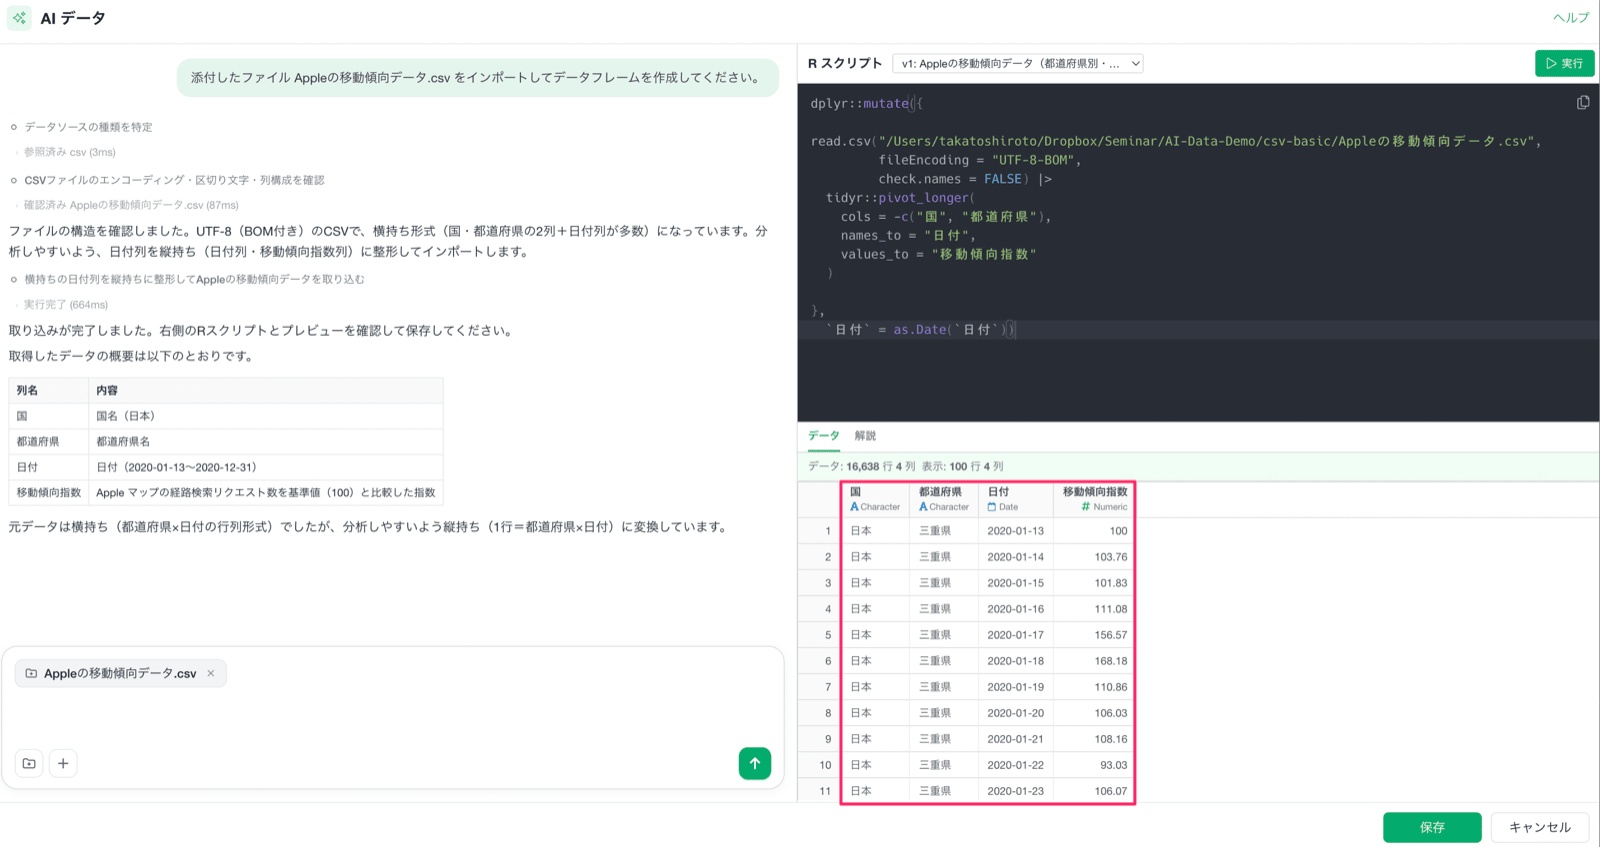 AI データ
ヘルプ
添付したファイル Appleの移動傾向データ.csv をインポートしてデータフレームを作成してください。
データソースの種類を特定
参照済み csv (3ms)
CSVファイルのエンコーディング・区切り文字・列構成を確認
確認済み Appleの移動傾向データ.csv (87ms)
ファイルの構造を確認しました。UTF-8（BOM付き）のCSVで、横持ち形式（国・都道府県の2列＋日付列が多数）になっています。分
析しやすいよう、日付列を縦持ち（日付列・移動傾向指数列）に整形してインポートします。
横持ちの日付列を縦持ちに整形してAppleの移動傾向データを取り込む
実行完了 (664ms)
取り込みが完了しました。右側のRスクリプトとプレビューを確認して保存してください。
取得したデータの概要は以下のとおりです。
列名 内容
国 国名（日本）
都道府県 都道府県名
日付 日付（2020-01-13〜2020-12-31）
移動傾向指数 Apple マップの経路検索リクエスト数を基準値（100）と比較した指数
元データは横持ち（都道府県×日付の行列形式）でしたが、分析しやすいよう縦持ち（1行＝都道府県×日付）に変換しています。
Appleの移動傾向データ.csv ×
R スクリプト
v1: Appleの移動傾向データ（都道府県別・...
実行
dplyr::mutate({
read.csv("/Users/takatoshiroto/Dropbox/Seminar/AI-Data-Demo/csv-basic/Appleの移動傾向データ.csv",
fileEncoding = "UTF-8-BOM",
check.names = FALSE) |>
tidyr::pivot_longer(
cols = -c("国", "都道府県"),
names_to = "日付",
values_to = "移動傾向指数"
)
},
`日付` = as.Date(`日付`))
データ 解説
データ: 16,638 行 4 列 表示: 100 行 4 列
国 都道府県 日付 移動傾向指数
A Character A Character Date # Numeric
1 日本 三重県 2020-01-13 100
2 日本 三重県 2020-01-14 103.76
3 日本 三重県 2020-01-15 101.83
4 日本 三重県 2020-01-16 111.08
5 日本 三重県 2020-01-17 156.57
6 日本 三重県 2020-01-18 168.18
7 日本 三重県 2020-01-19 110.86
8 日本 三重県 2020-01-20 106.03
9 日本 三重県 2020-01-21 108.16
10 日本 三重県 2020-01-22 93.03
11 日本 三重県 2020-01-23 106.07
保存
キャンセル